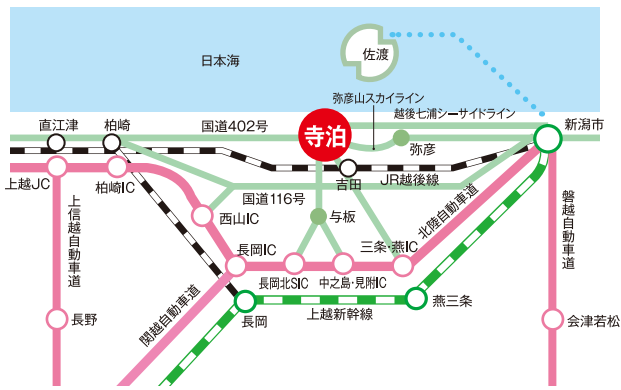 佐渡
日本海
弥彦山スカイライン
越後七浦シーサイドライン
直江津
柏崎
国道402号
寺泊
弥彦
新潟市
吉田
JR越後線
上越JC
柏崎IC
国道116号
西山IC
与板
上信越自動車道
北陸自動車道
磐越自動車道
長岡IC
三条・燕IC
長岡北SIC
中之島・見附IC
関越自動車道
長野
長岡
上越新幹線
燕三条
会津若松